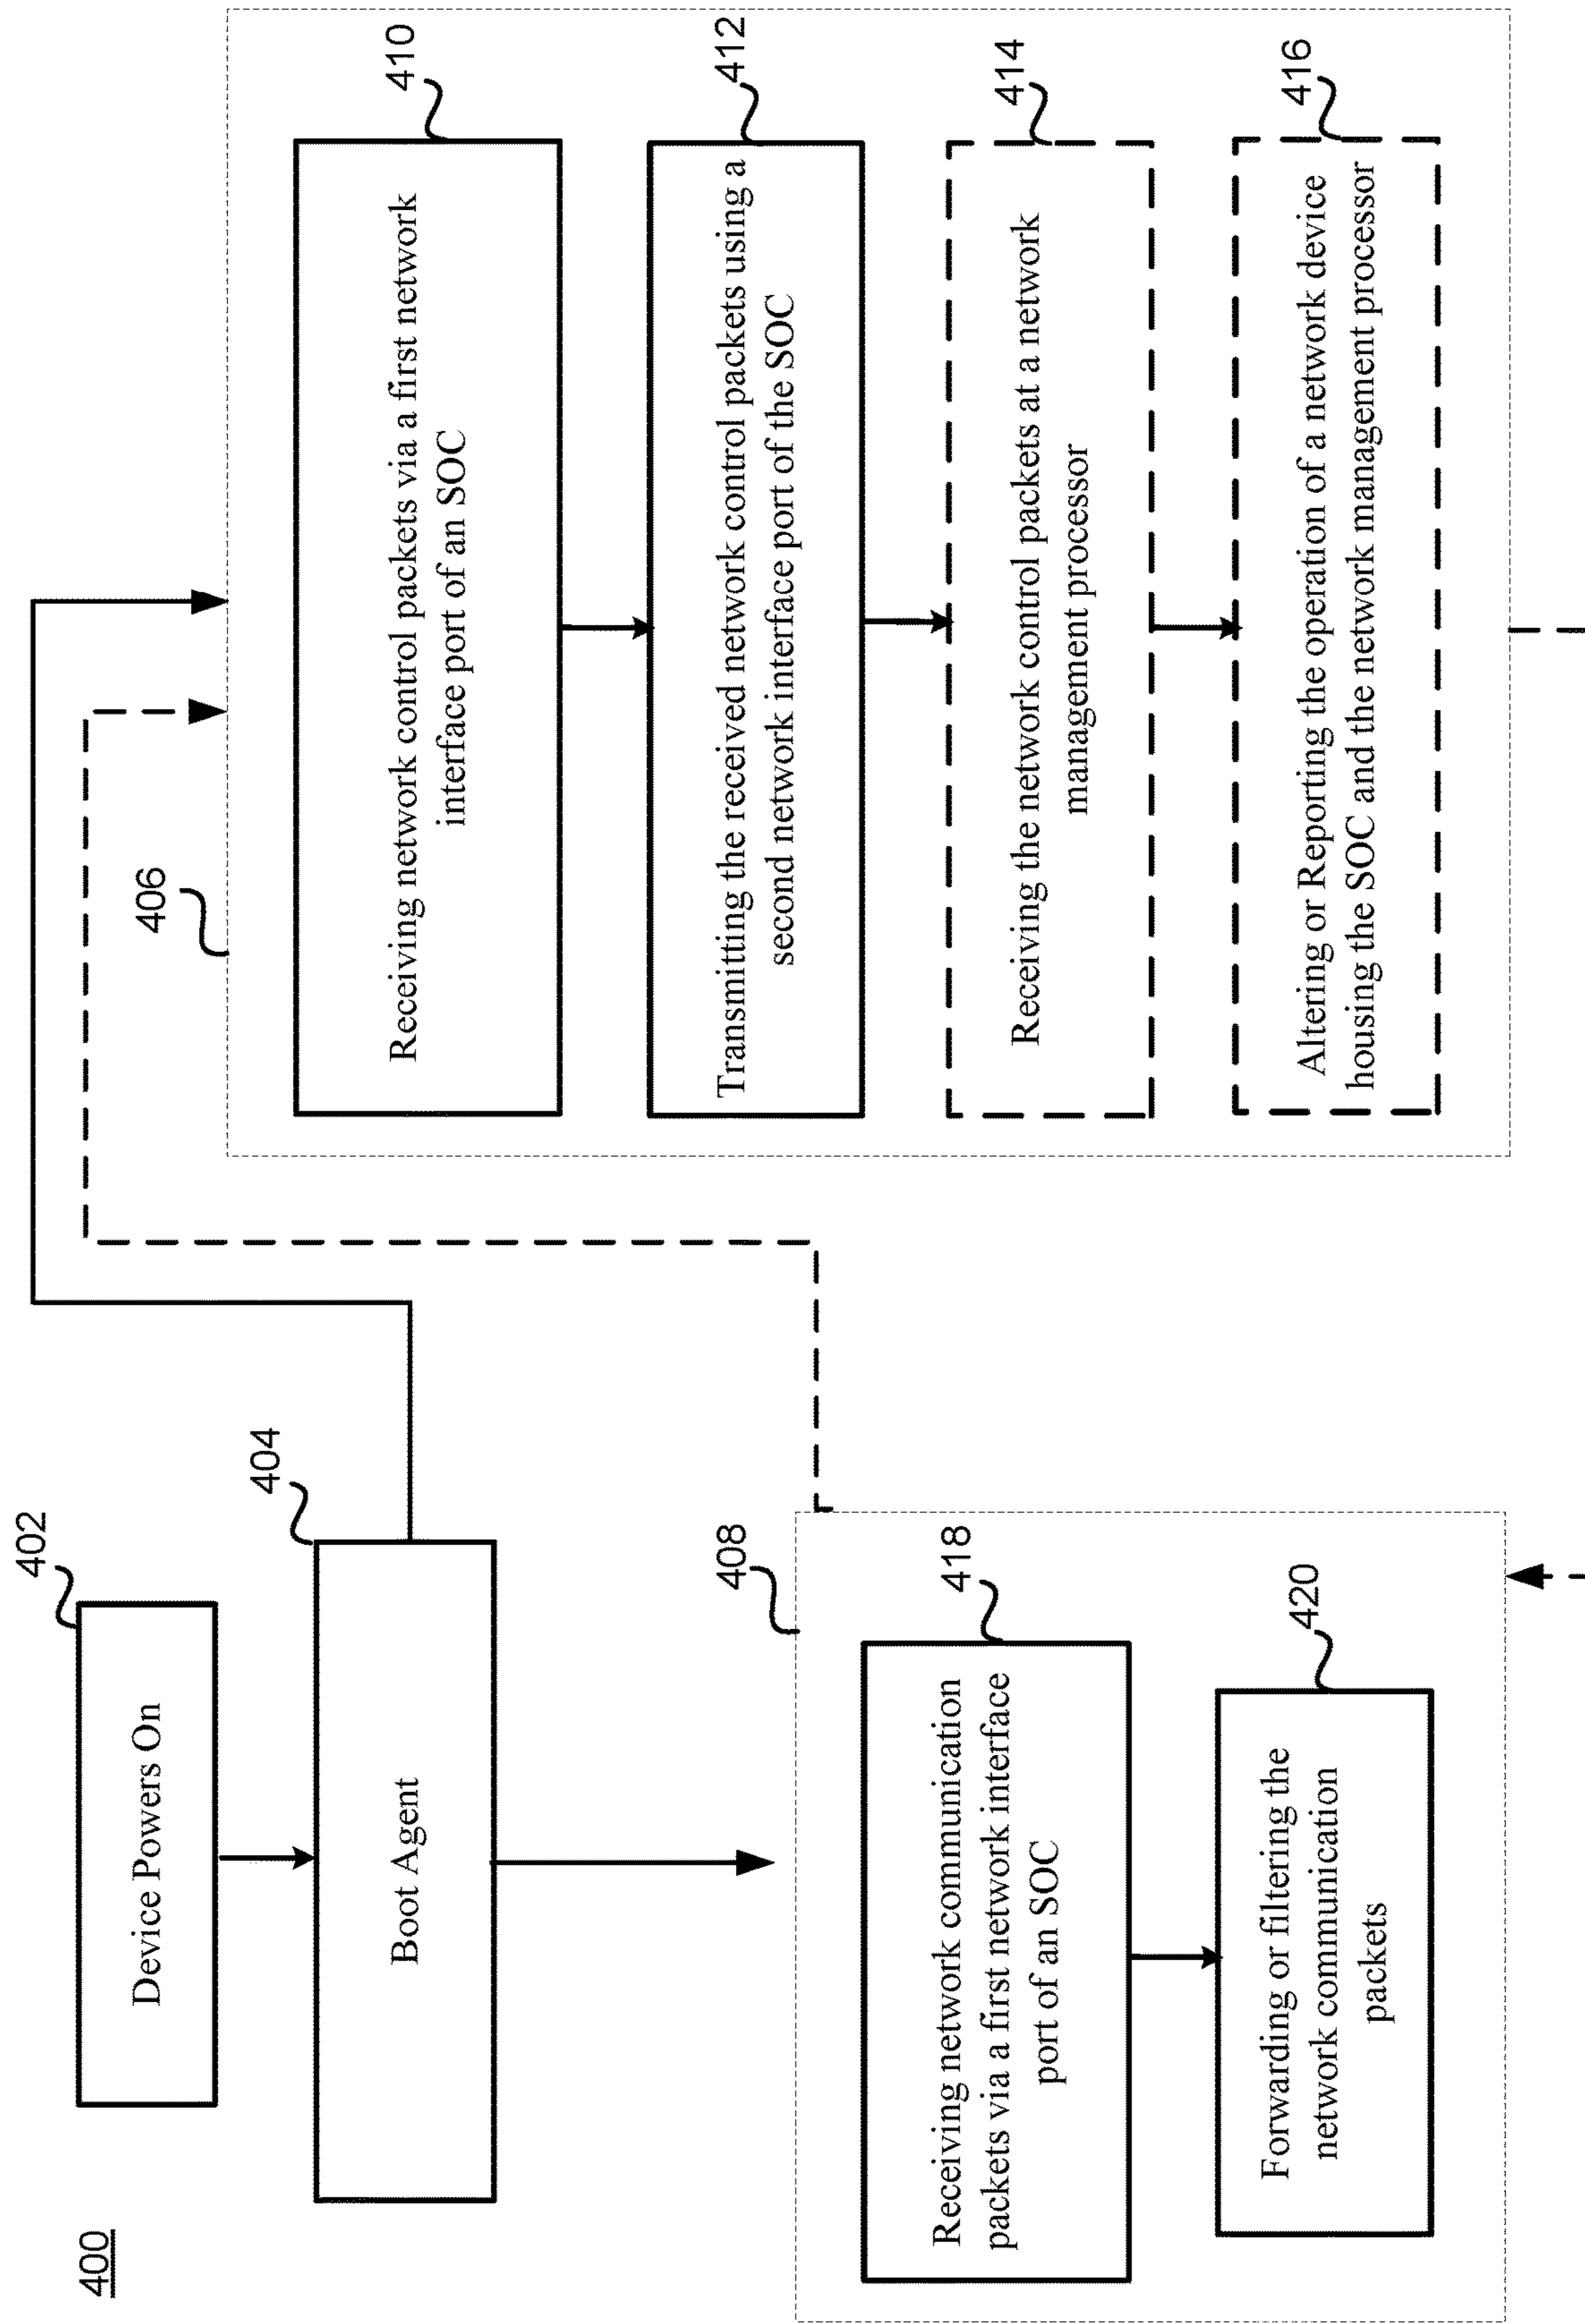 400
402
Device Powers On
404
Boot Agent
408
418
Receiving network communication
packets via a first network interface
port of an SOC
420
Forwarding or filtering the
network communication
packets
406
410
Receiving network control packets via a first network
interface port of an SOC
412
Transmitting the received network control packets using a
second network interface port of the SOC
414
Receiving the network control packets at a network
management processor
416
Altering or Reporting the operation of a network device
housing the SOC and the network management processor